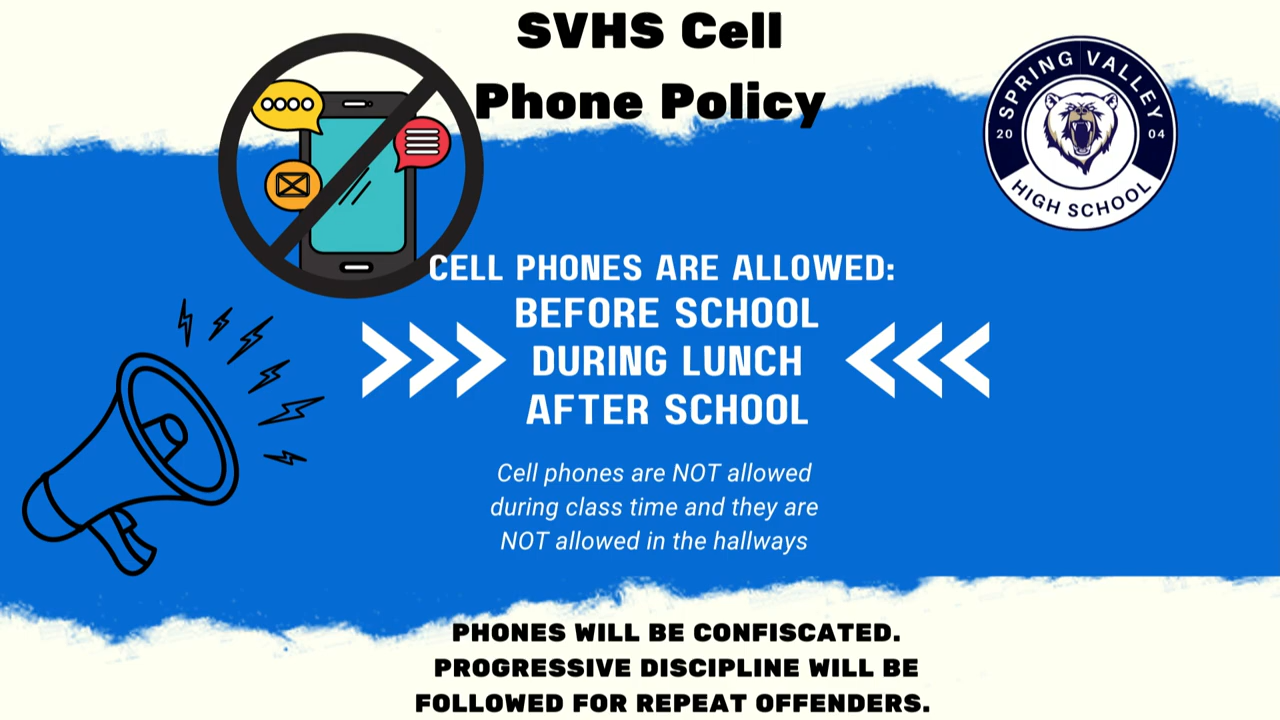 SVHS Cell
Phone Policy
SPRING VALLEY
20 04
HIGH SCHOOL
CELL PHONES ARE ALLOWED:
BEFORE SCHOOL
DURING LUNCH
AFTER SCHOOL
Cell phones are NOT allowed
during class time and they are
NOT allowed in the hallways
PHONES WILL BE CONFISCATED.
PROGRESSIVE DISCIPLINE WILL BE
FOLLOWED FOR REPEAT OFFENDERS.